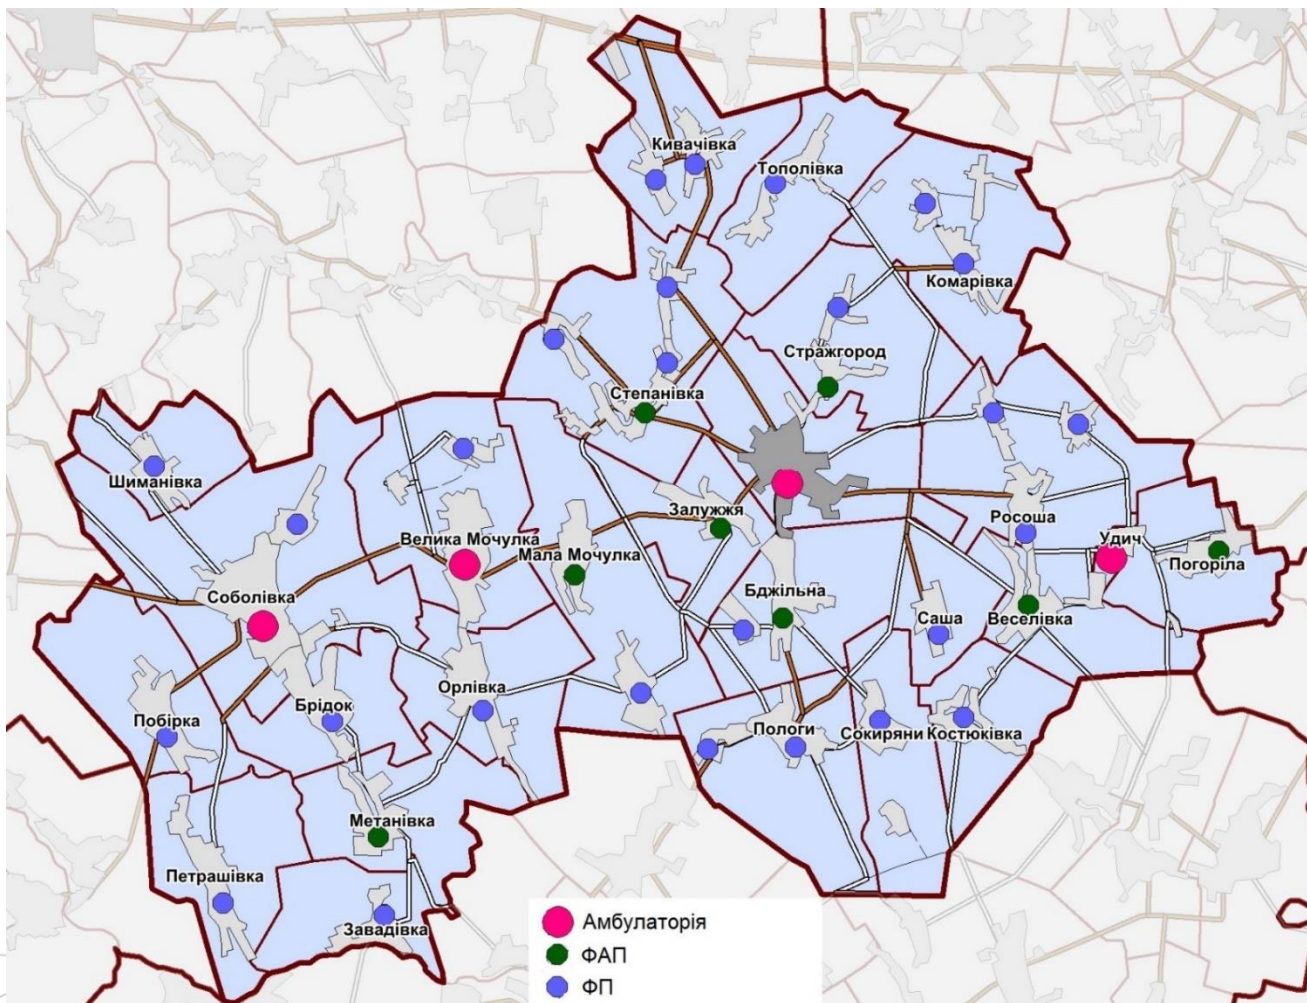 Кивачівка
Тополівка
Комарівка
Стражгород
Степанівка
Шиманівка
Залужжя
Росоша
Велика Мочулка
Удич
Мала Мочулка
Погоріла
Бджільна
Соболівка
Саша
Веселівка
Орлівка
Брідок
Побірка
Пологи
Сокиряни
Костюківка
Метанівка
Петрашівка
Завадівка
Амбулаторія
ФАП
ФП